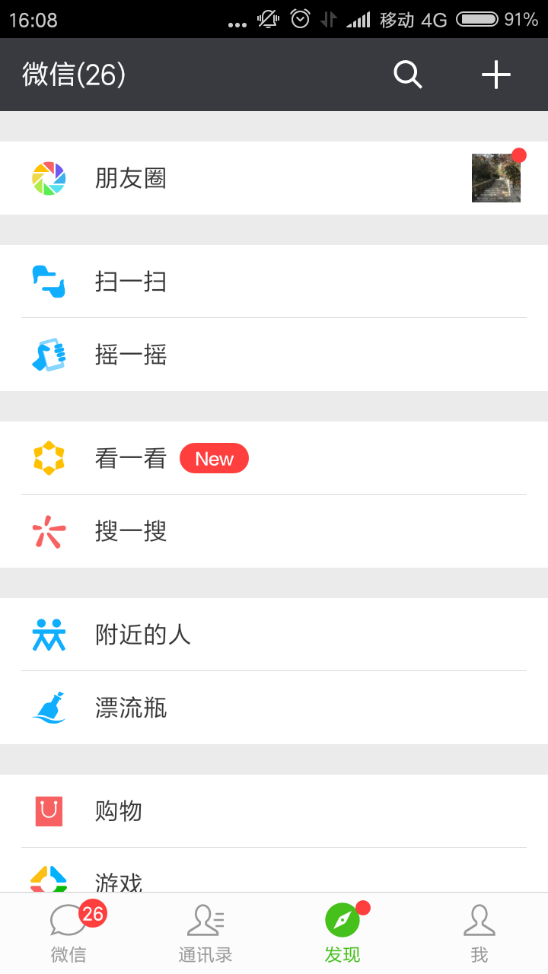 16:08 ... 移动 4G 91%
微信(26)
朋友圈
扫一扫
摇一摇
看一看 New
搜一搜
附近的人
漂流瓶
购物
游戏
26
微信 通讯录 发现 我